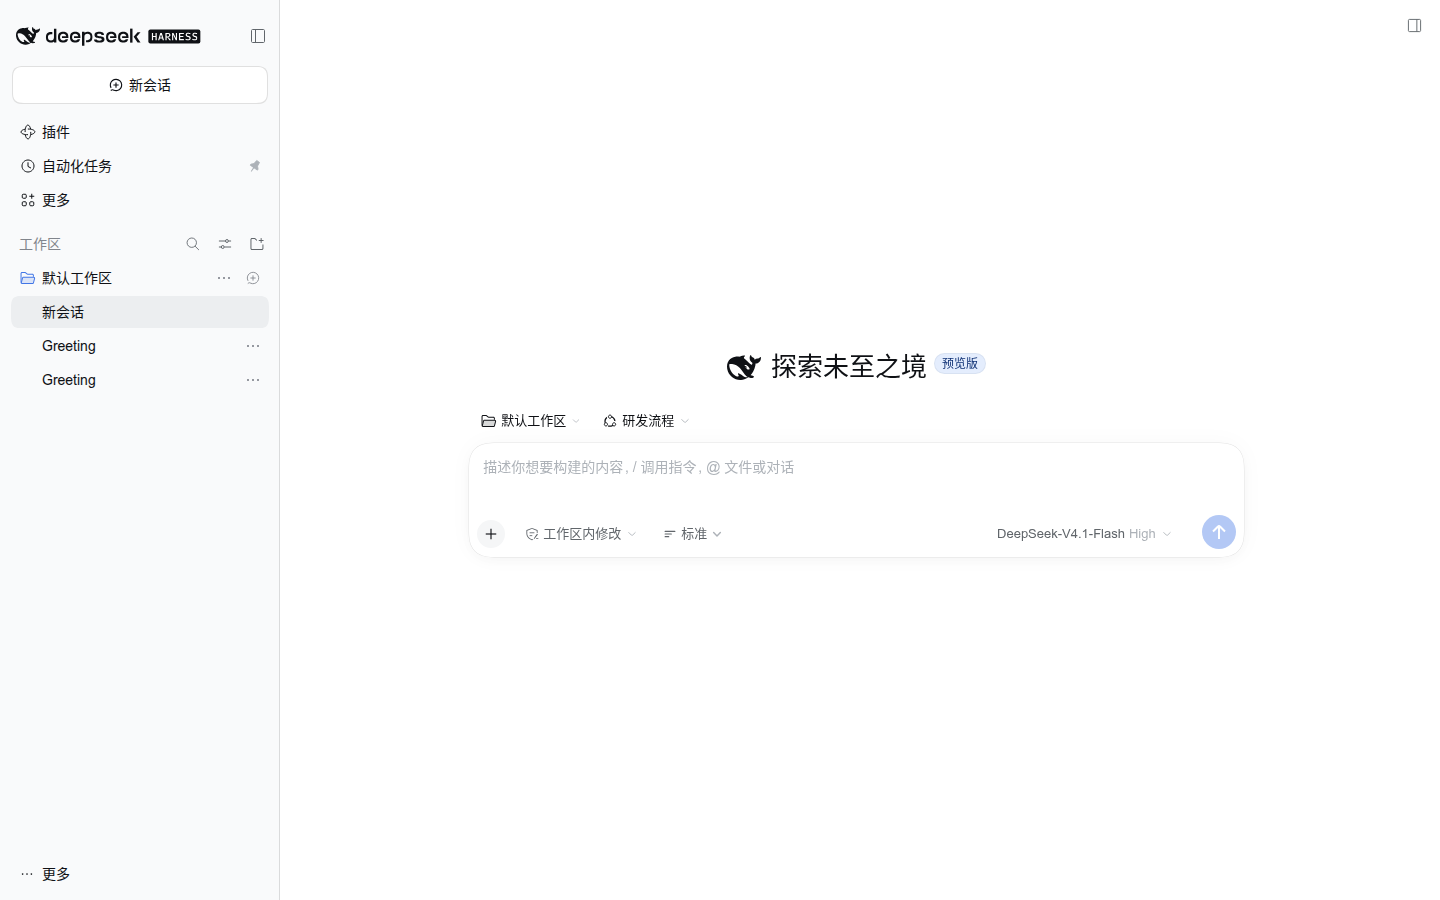 deepseek HARNESS
新会话
插件
自动化任务
更多
工作区
默认工作区
新会话
Greeting
Greeting
更多
探索未至之境 预览版
默认工作区 研发流程
描述你想要构建的内容, / 调用指令, @ 文件或对话
工作区内修改 标准 DeepSeek-V4.1-Flash High